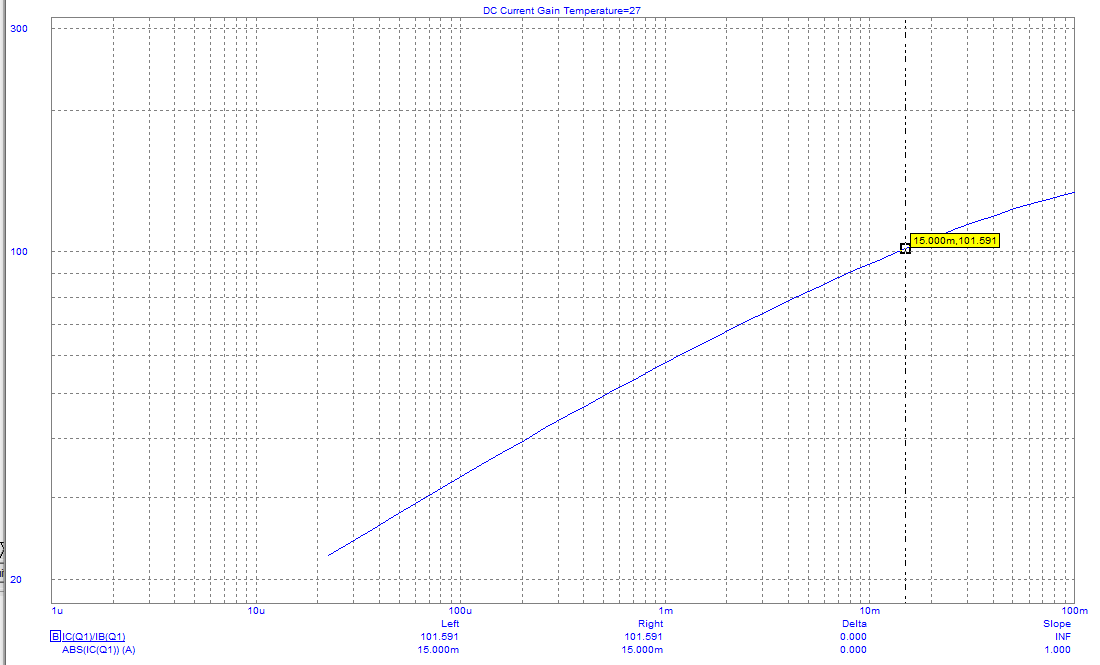 DC Current Gain Temperature=27
300
100
15.000m,101.591
20
1u 10u 100u 1m 10m 100m
Left Right Delta Slope
B IC(Q1)/IB(Q1) 101.591 101.591 0.000 INF
ABS(IC(Q1)) (A) 15.000m 15.000m 0.000 1.000